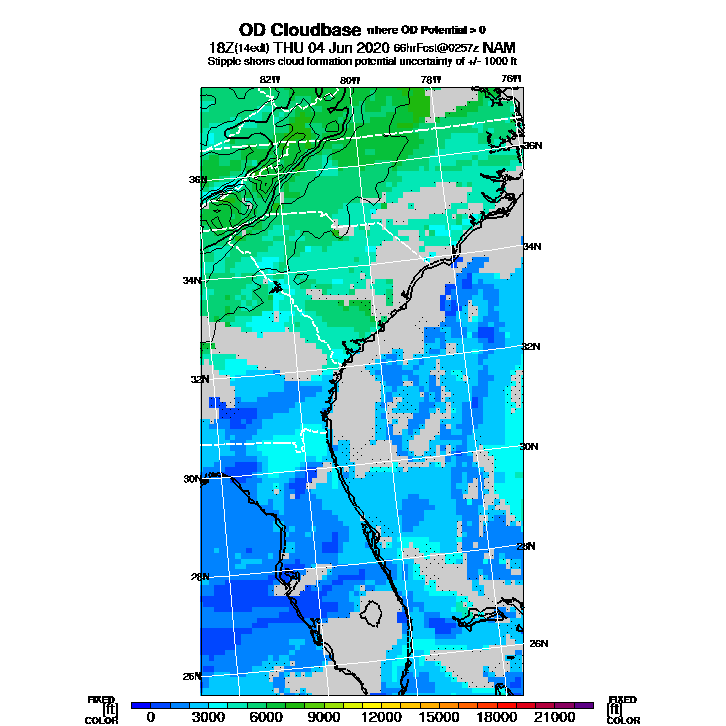 OD Cloudbase where OD Potential > 0
18Z(14edt) THU 04 Jun 2020 66hrFcst@0257z NAM
Stipple shows cloud formation potential uncertainty of +/- 1000 ft
82W 80W 78W 76W
36N
36N
34N
34N
32N
32N
30N
30N
28N
28N
26N
26N
FIXED FIXED
[ft] [ft]
COLOR COLOR
0 3000 6000 9000 12000 15000 18000 21000